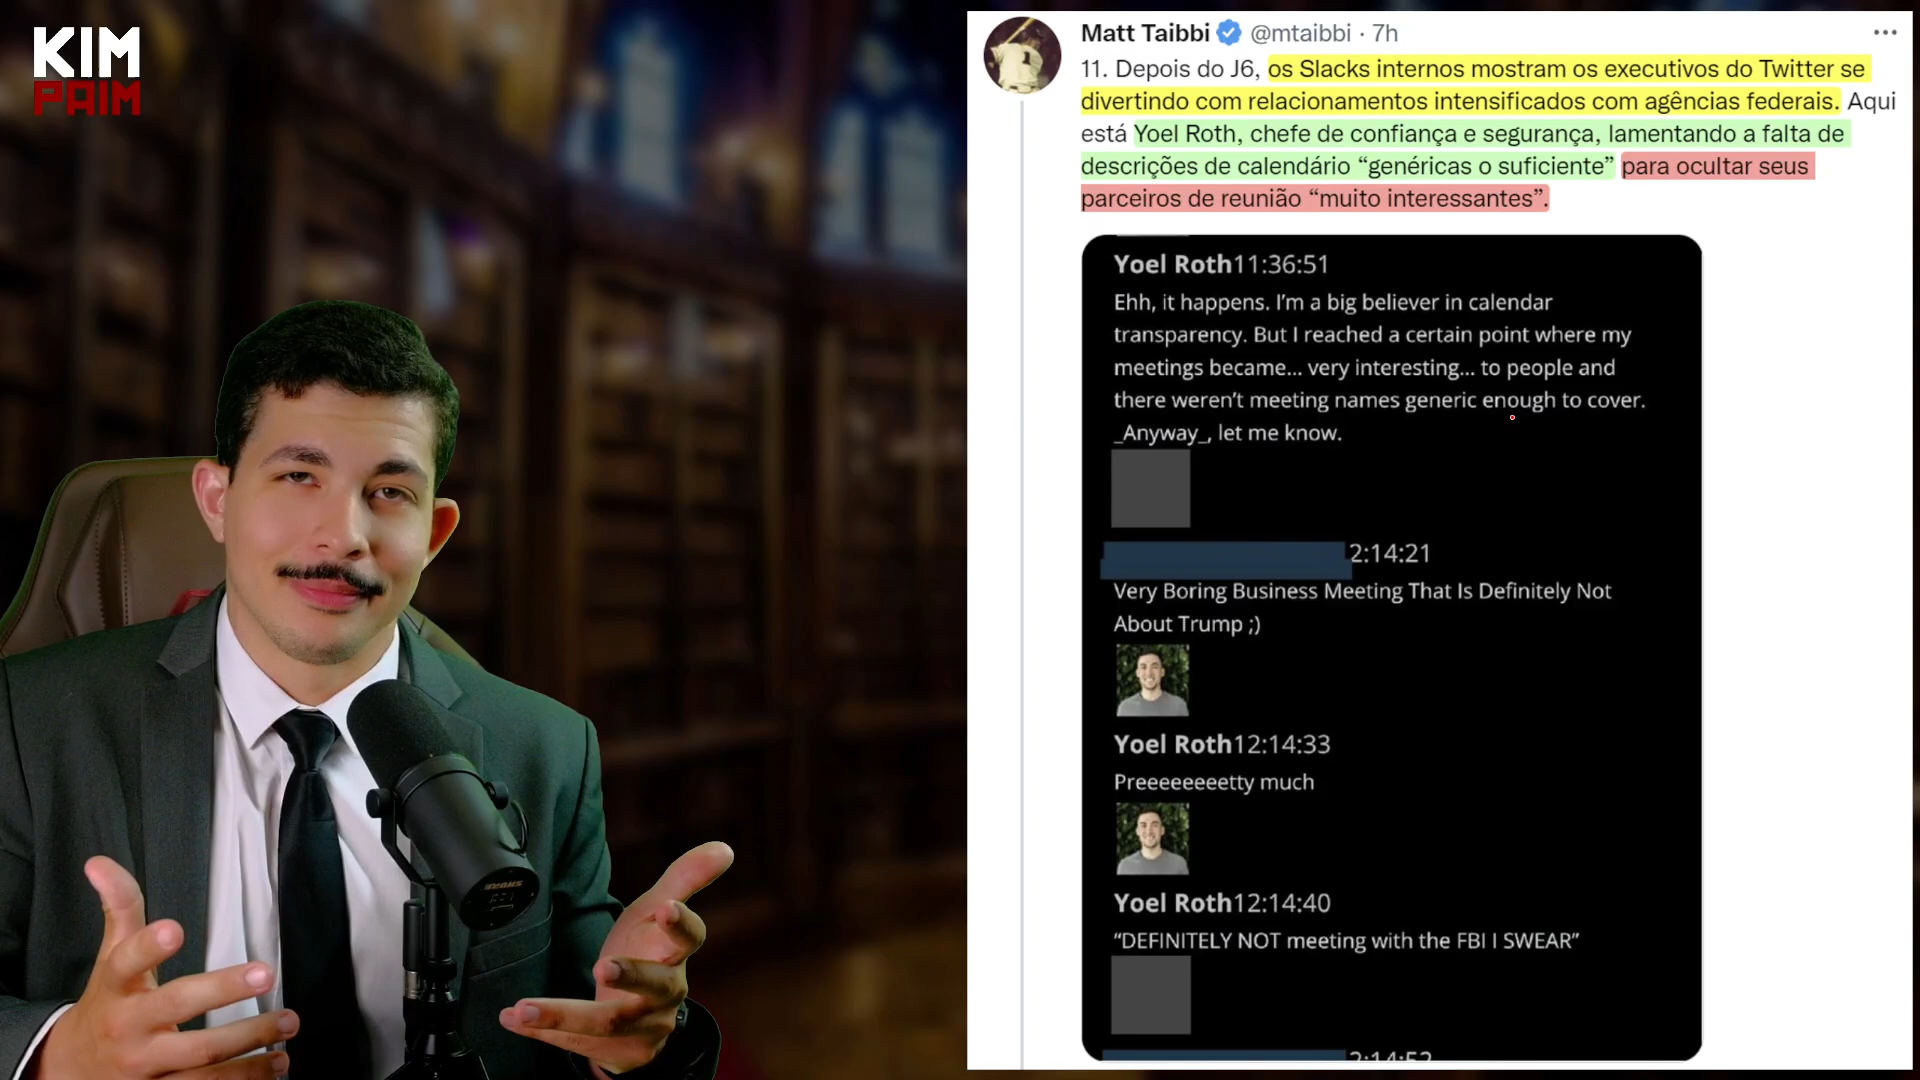 KIM
PAIM
Matt Taibbi @mtaibbi · 7h
11. Depois do J6, os Slacks internos mostram os executivos do Twitter se
divertindo com relacionamentos intensificados com agências federais. Aqui
está Yoel Roth, chefe de confiança e segurança, lamentando a falta de
descrições de calendário “genéricas o suficiente” para ocultar seus
parceiros de reunião “muito interessantes”.
Yoel Roth11:36:51
Ehh, it happens. I’m a big believer in calendar
transparency. But I reached a certain point where my
meetings became... very interesting... to people and
there weren’t meeting names generic enough to cover.
_Anyway_, let me know.
2:14:21
Very Boring Business Meeting That Is Definitely Not
About Trump ;)
Yoel Roth12:14:33
Preeeeeeeetty much
Yoel Roth12:14:40
“DEFINITELY NOT meeting with the FBI I SWEAR”
2:14:52